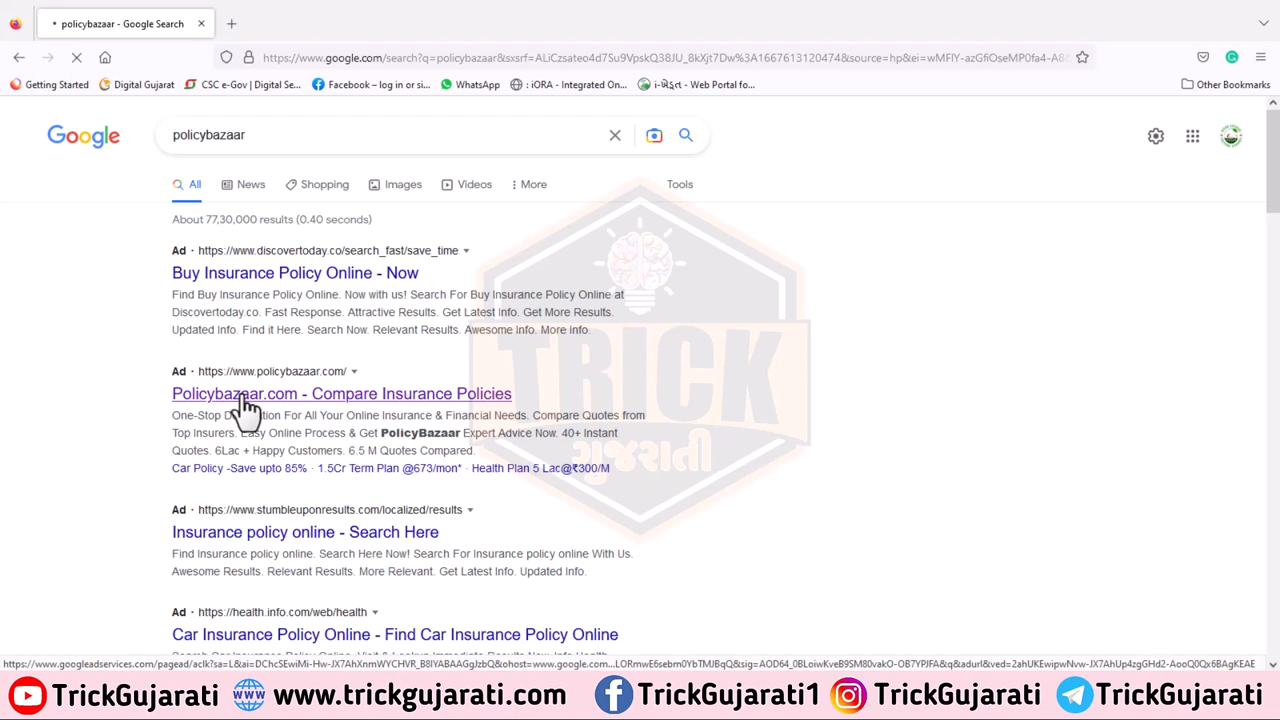 policybazaar - Google Search
https://www.google.com/search?q=policybazaar&sxsrf=ALiCzsateo4d7Su9VpskQ38JU_8kXjt7Dw%3A1667613120474&source=hp&ei=wMFlY-azGfiOseMP0fa4-A8
Getting Started
Digital Gujarat
CSC e-Gov | Digital Se...
Facebook – log in or si...
WhatsApp
: iORA - Integrated On...
i-ખેડૂત - Web Portal fo...
Other Bookmarks
Google
policybazaar
All News Shopping Images Videos More Tools
About 77,30,000 results (0.40 seconds)
Ad · https://www.discovertoday.co/search_fast/save_time
Buy Insurance Policy Online - Now
Find Buy Insurance Policy Online. Now with us! Search For Buy Insurance Policy Online at
Discovertoday.co. Fast Response. Attractive Results. Get Latest Info. Get More Results.
Updated Info. Find it Here. Search Now. Relevant Results. Awesome Info. More Info.
Ad · https://www.policybazaar.com/
Policybazaar.com - Compare Insurance Policies
One-Stop For All Your Online Insurance & Financial Needs. Compare Quotes from
Top Insurers. Easy Online Process & Get PolicyBazaar Expert Advice Now. 40+ Instant
Quotes. 6Lac + Happy Customers. 6.5 M Quotes Compared.
Car Policy -Save upto 85% · 1.5Cr Term Plan @673/mon* · Health Plan 5 Lac@₹300/M
Ad · https://www.stumbleuponresults.com/localized/results
Insurance policy online - Search Here
Find Insurance policy online. Search Here Now! Search For Insurance policy online With Us.
Awesome Results. Relevant Results. More Relevant. Get Latest Info. Updated Info.
Ad · https://health.info.com/web/health
Car Insurance Policy Online - Find Car Insurance Policy Online
TRICK
ગુજરાતી
TrickGujarati
www.trickgujarati.com
TrickGujarati1
TrickGujarati
TrickGujarati